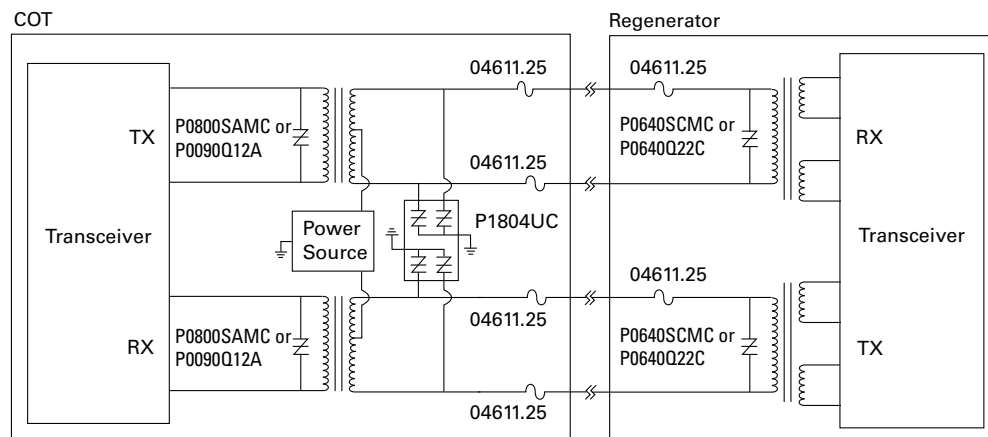 COT
Regenerator
04611.25
04611.25
TX
P0800SAMC or
P0090Q12A
P0640SCMC or
P0640Q22C
RX
04611.25
Transceiver
Power
Source
P1804UC
Transceiver
04611.25
04611.25
RX
P0800SAMC or
P0090Q12A
P0640SCMC or
P0640Q22C
TX
04611.25